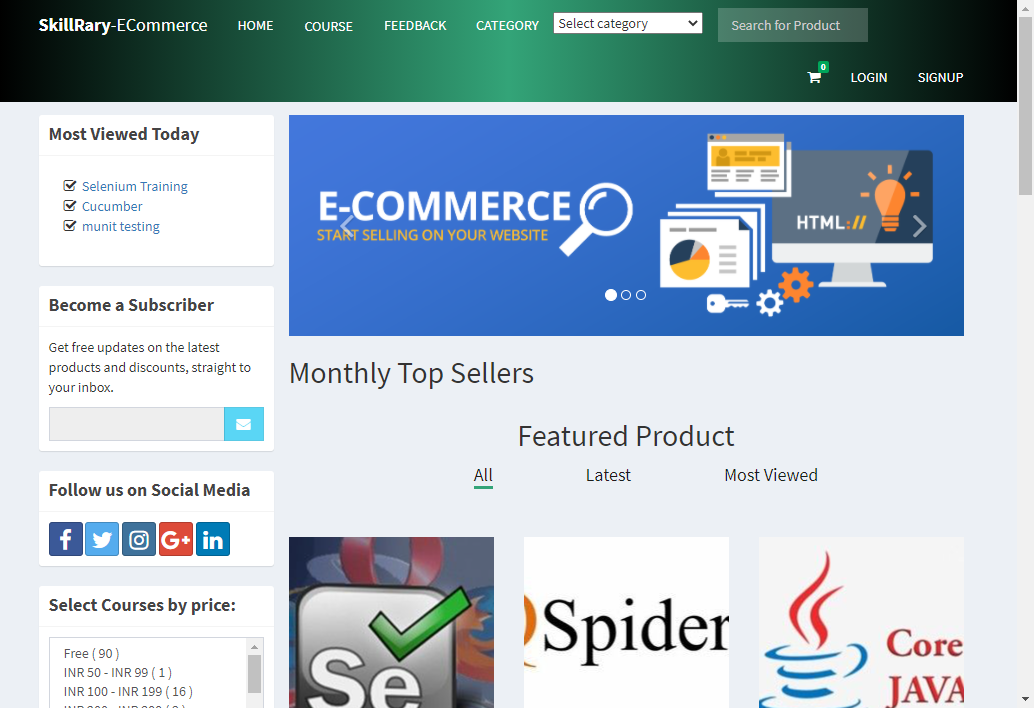 SkillRary-ECommerce HOME COURSE FEEDBACK CATEGORY Select category Search for Product
0
LOGIN SIGNUP
Most Viewed Today
Selenium Training
Cucumber
munit testing
E-COMMERCE
START SELLING ON YOUR WEBSITE
HTML://
Become a Subscriber
Get free updates on the latest
products and discounts, straight to
your inbox.
Follow us on Social Media
f G+ in
Select Courses by price:
Free ( 90 )
INR 50 - INR 99 ( 1 )
INR 100 - INR 199 ( 16 )
Monthly Top Sellers
Featured Product
All Latest Most Viewed
Se
Spider
Core
JAVA